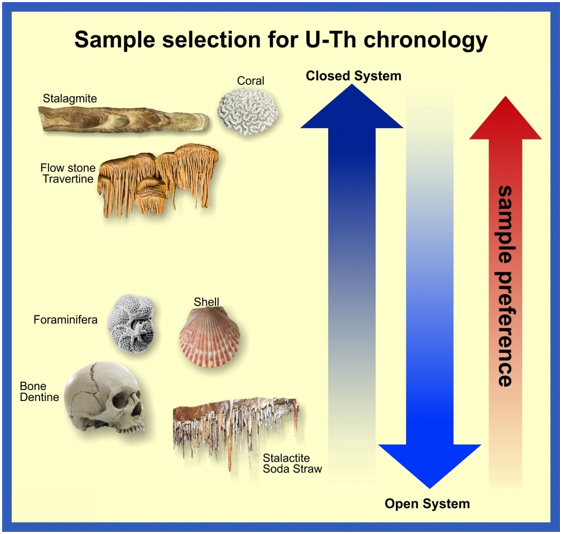 Sample selection for U-Th chronology
Closed System
Coral
Stalagmite
Flow stone
Travertine
sample preference
Shell
Foraminifera
Bone
Dentine
Stalactite
Soda Straw
Open System